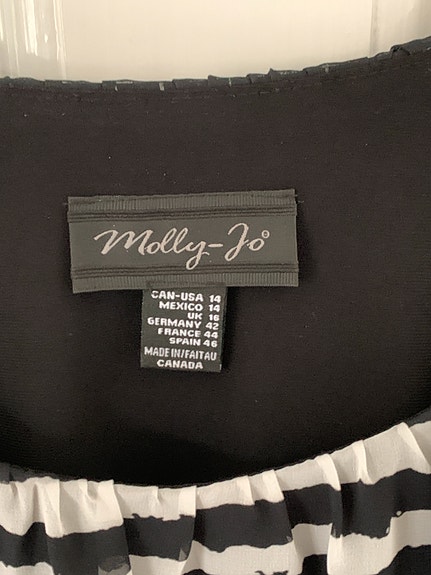 Molly-Jo®
CAN-USA 14
MEXICO 14
UK 16
GERMANY 42
FRANCE 44
SPAIN 46
MADE IN/FAIT AU
CANADA